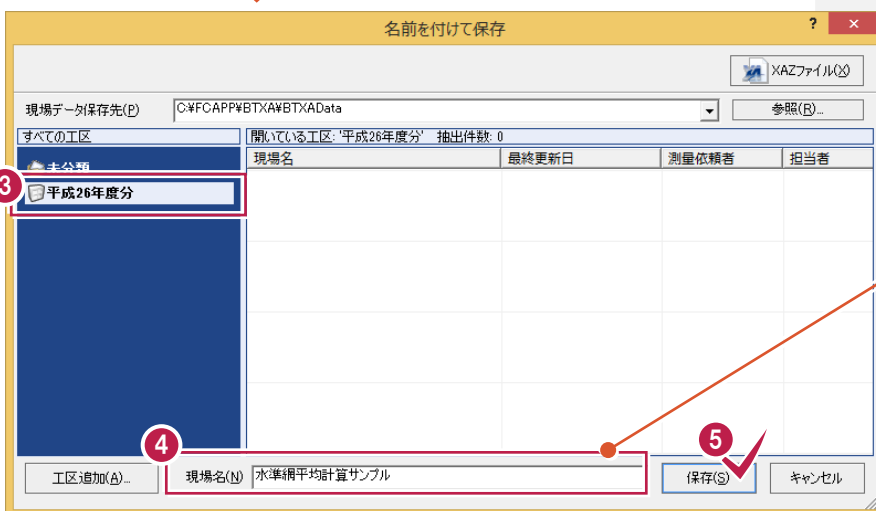 名前を付けて保存
? ×
XAZファイル(X)
現場データ保存先(P) C:¥FCAPP¥BTXA¥BTXAData 参照(R)...
すべての工区 開いている工区: '平成26年度分' 抽出件数: 0
未分類 現場名 最終更新日 測量依頼者 担当者
3 平成26年度分
4 5
工区追加(A)... 現場名(N) 水準網平均計算サンプル 保存(S) キャンセル